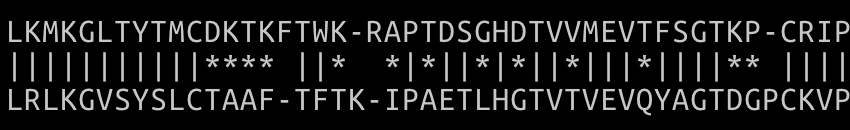 LKMKGLTYTMCDKTKFTWK-RAPTDSGHDTVVMEVTFSGTKP-CRIP
|||||||||||**** ||*  *|*||*|*||*|||*||||** ||||
LRLKGVSYSLCTAAF-TFTK-IPAETLHGTVTVEVQYAGTDGPCKVP